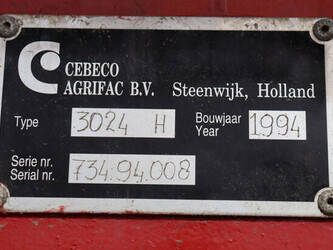 CEBECO
AGRIFAC B.V. Steenwijk, Holland
Type 3024 H Bouwjaar Year 1994
Serie nr. Serial nr. 734.94.008